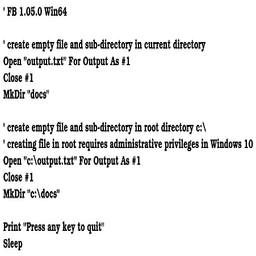 ' FB 1.05.0 Win64
' create empty file and sub-directory in current directory
Open "output.txt" For Output As #1
Close #1
MkDir "docs"
' create empty file and sub-directory in root directory c:\
' creating file in root requires administrative privileges in Windows 10
Open "c:\output.txt" For Output As #1
Close #1
MkDir "c:\docs"
Print "Press any key to quit"
Sleep